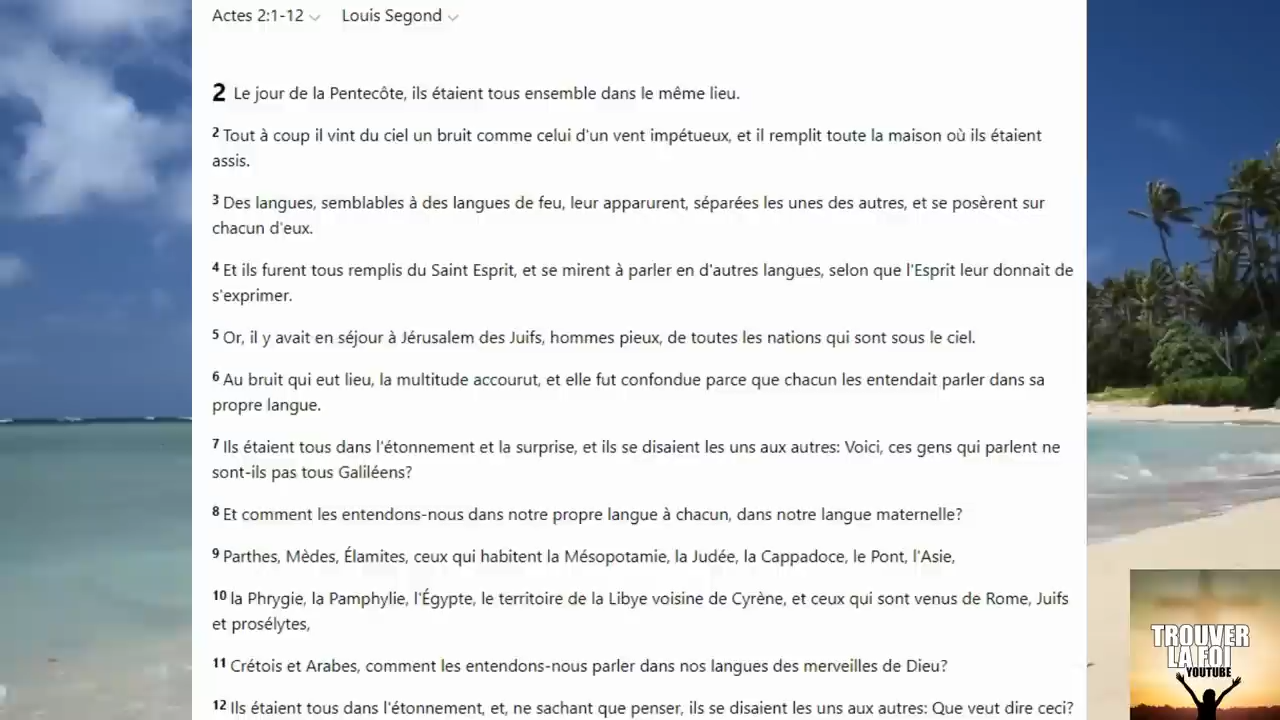 Actes 2:1-12 Louis Segond
2 Le jour de la Pentecôte, ils étaient tous ensemble dans le même lieu.
2 Tout à coup il vint du ciel un bruit comme celui d'un vent impétueux, et il remplit toute la maison où ils étaient
assis.
3 Des langues, semblables à des langues de feu, leur apparurent, séparées les unes des autres, et se posèrent sur
chacun d'eux.
4 Et ils furent tous remplis du Saint Esprit, et se mirent à parler en d'autres langues, selon que l'Esprit leur donnait de
s'exprimer.
5 Or, il y avait en séjour à Jérusalem des Juifs, hommes pieux, de toutes les nations qui sont sous le ciel.
6 Au bruit qui eut lieu, la multitude accourut, et elle fut confondue parce que chacun les entendait parler dans sa
propre langue.
7 Ils étaient tous dans l'étonnement et la surprise, et ils se disaient les uns aux autres: Voici, ces gens qui parlent ne
sont-ils pas tous Galiléens?
8 Et comment les entendons-nous dans notre propre langue à chacun, dans notre langue maternelle?
9 Parthes, Mèdes, Élamites, ceux qui habitent la Mésopotamie, la Judée, la Cappadoce, le Pont, l'Asie,
10 la Phrygie, la Pamphylie, l'Égypte, le territoire de la Libye voisine de Cyrène, et ceux qui sont venus de Rome, Juifs
et prosélytes,
11 Crétois et Arabes, comment les entendons-nous parler dans nos langues des merveilles de Dieu?
12 Ils étaient tous dans l'étonnement, et, ne sachant que penser, ils se disaient les uns aux autres: Que veut dire ceci?
TROUVER
LA FOI
YOUTUBE